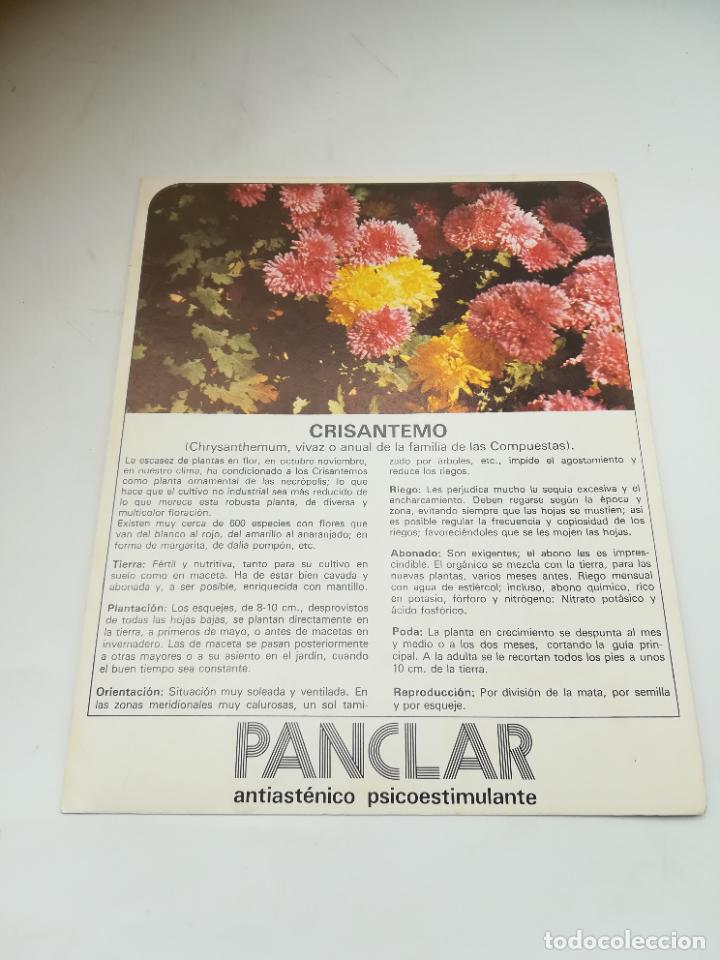 CRISANTEMO
(Chrysanthemum, vivaz o anual de la familia de las Compuestas).
La escasez de plantas en flor, en octubre-noviembre,
en nuestro clima, ha condicionado a los Crisantemos
como planta ornamental de las necrópolis; lo que
hace que el cultivo no industrial sea más reducido de
lo que merece esta robusta planta, de diversa y
multicolor floración.
Existen muy cerca de 600 especies con flores que
van del blanco al rojo, del amarillo al anaranjado; en
forma de margarita, de dalia pompón, etc.
Tierra: Fértil y nutritiva, tanto para su cultivo en
suelo como en maceta. Ha de estar bien cavada y
abonada y, a ser posible, enriquecida con mantillo.
Plantación: Los esquejes, de 8-10 cm., desprovistos
de todas las hojas bajas, se plantan directamente en
la tierra, a primeros de mayo, o antes de macetas en
invernadero. Las de maceta se pasan posteriormente
a otras mayores o a su asiento en el jardín, cuando
el buen tiempo sea constante.
Orientación: Situación muy soleada y ventilada. En
las zonas meridionales muy calurosas, un sol tami-
zado por árboles, etc., impide el agostamiento y
reduce los riegos.
Riego: Les perjudica mucho la sequía excesiva y el
encharcamiento. Deben regarse según la época y
zona, evitando siempre que las hojas se mustien; así
es posible regular la frecuencia y copiosidad de los
riegos; favoreciéndoles que se les mojen las hojas.
Abonado: Son exigentes; el abono les es impres-
cindible. El orgánico se mezcla con la tierra, para las
nuevas plantas, varios meses antes. Riego mensual
con agua de estiércol; incluso, abono químico, rico
en potasio, fósforo y nitrógeno: Nitrato potásico y
ácido fosfórico.
Poda: La planta en crecimiento se despunta al mes
y medio o a los dos meses, cortando la guía prin-
cipal. A la adulta se le recortan todos los pies a unos
10 cm. de la tierra.
Reproducción: Por división de la mata, por semilla
y por esqueje.
PANCLAR
antiasténico psicoestimulante
todocoleccion.net